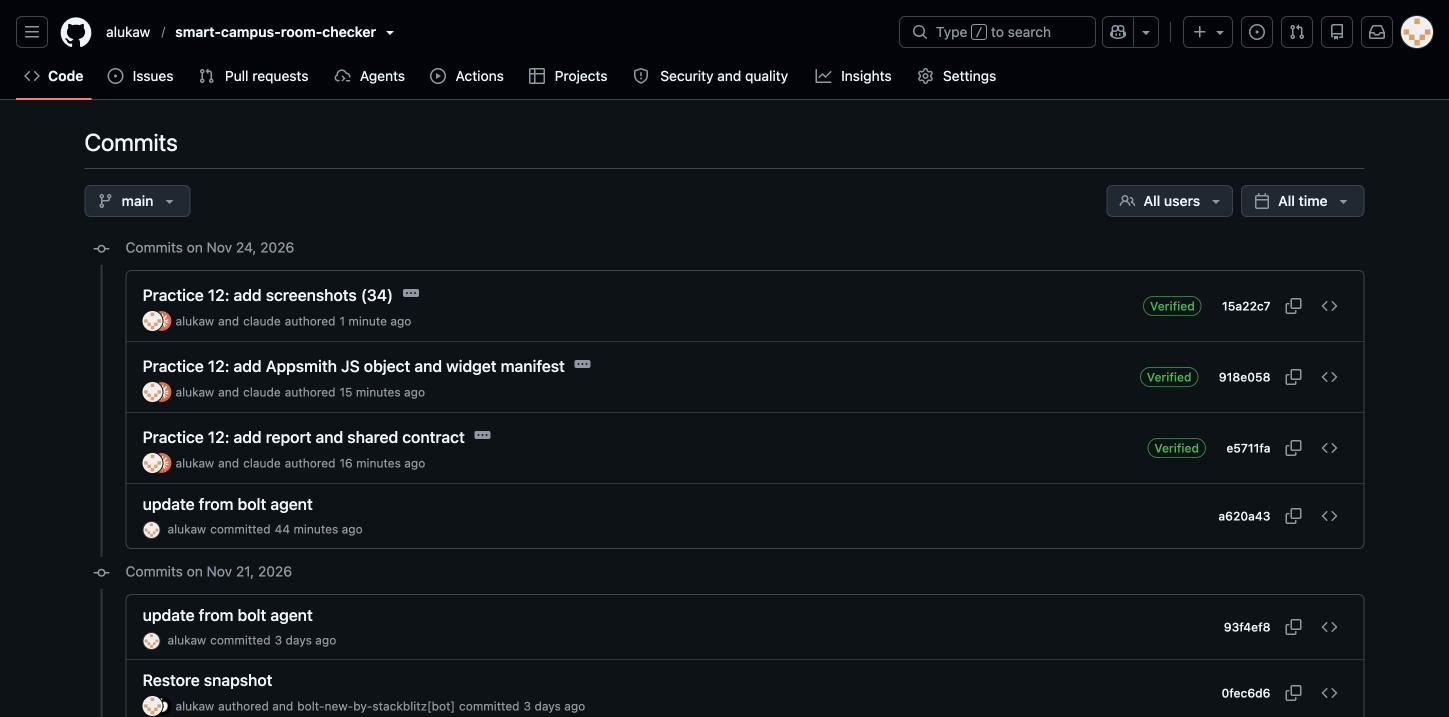 alukaw / smart-campus-room-checker
Type / to search
Code
Issues
Pull requests
Agents
Actions
Projects
Security and quality
Insights
Settings
Commits
main
All users
All time
Commits on Nov 24, 2026
Practice 12: add screenshots (34)
alukaw and claude authored 1 minute ago
Verified
15a22c7
Practice 12: add Appsmith JS object and widget manifest
alukaw and claude authored 15 minutes ago
Verified
918e058
Practice 12: add report and shared contract
alukaw and claude authored 16 minutes ago
Verified
e5711fa
update from bolt agent
alukaw committed 44 minutes ago
a620a43
Commits on Nov 21, 2026
update from bolt agent
alukaw committed 3 days ago
93f4ef8
Restore snapshot
alukaw authored and bolt-new-by-stackblitz[bot] committed 3 days ago
0fec6d6